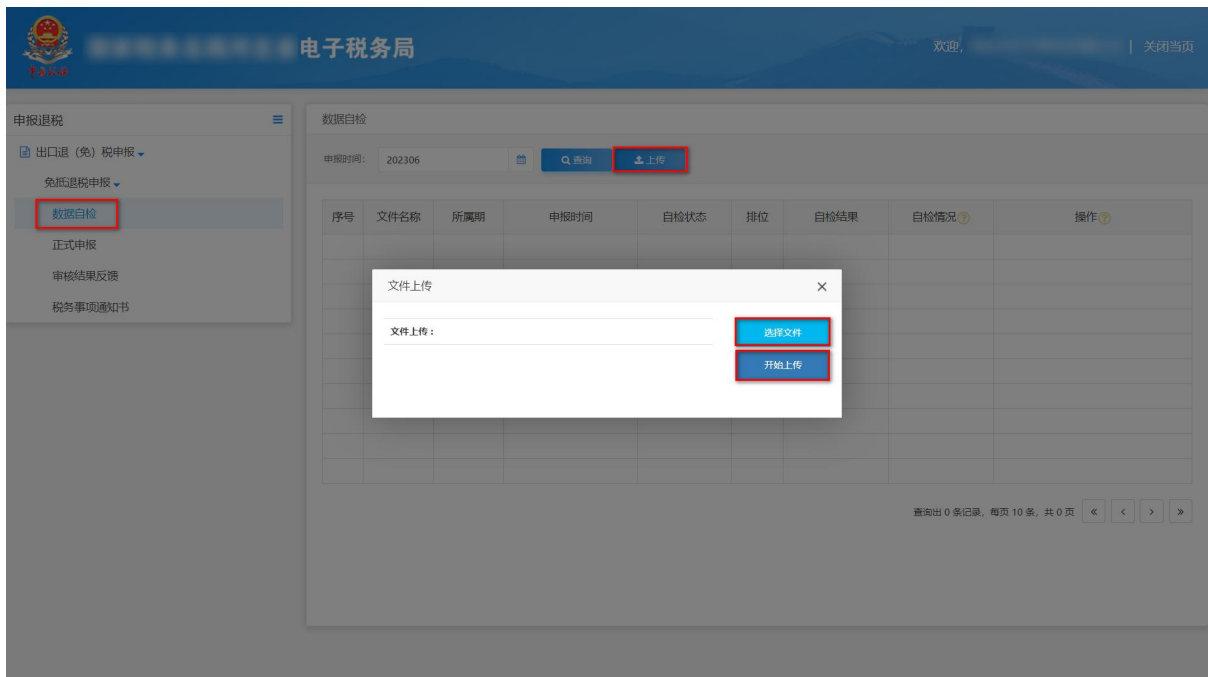 电子税务局
欢迎,
| 关闭当页
申报退税
出口退（免）税申报
免抵退税申报
数据自检
正式申报
审核结果反馈
税务事项通知书
数据自检
申报时间: 202306 查询 上传
序号 文件名称 所属期 申报时间 自检状态 排位 自检结果 自检情况 操作
文件上传 ×
文件上传： 选择文件
开始上传
查询出 0 条记录, 每页 10 条, 共 0 页 « ‹ › »